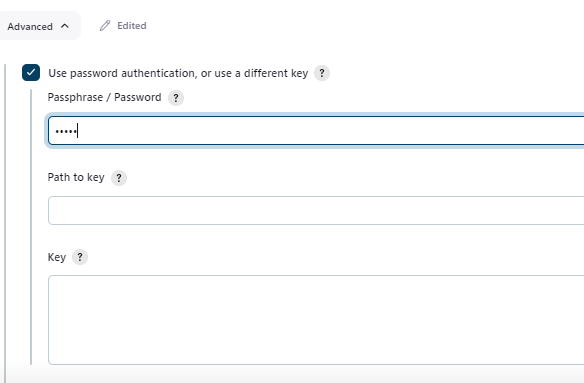 Advanced Edited
Use password authentication, or use a different key ?
Passphrase / Password ?
•••••
Path to key ?
Key ?